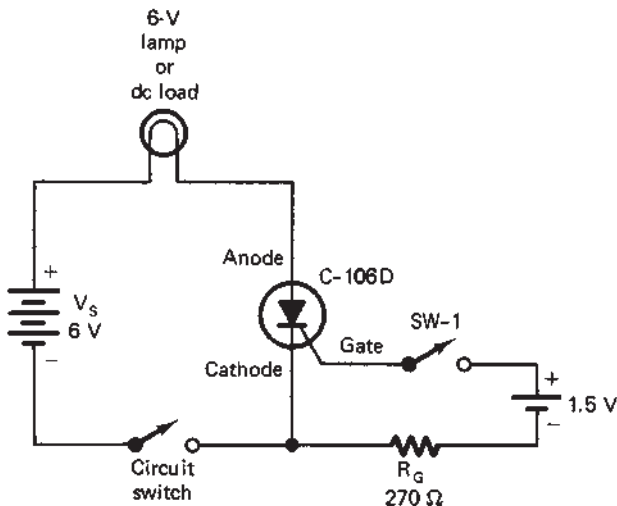 6-V
lamp
or
dc load
Anode
C-106D
+
V_S
6 V
−
SW-1
Gate
Cathode
+
1.5 V
−
Circuit
switch
R_G
270 Ω